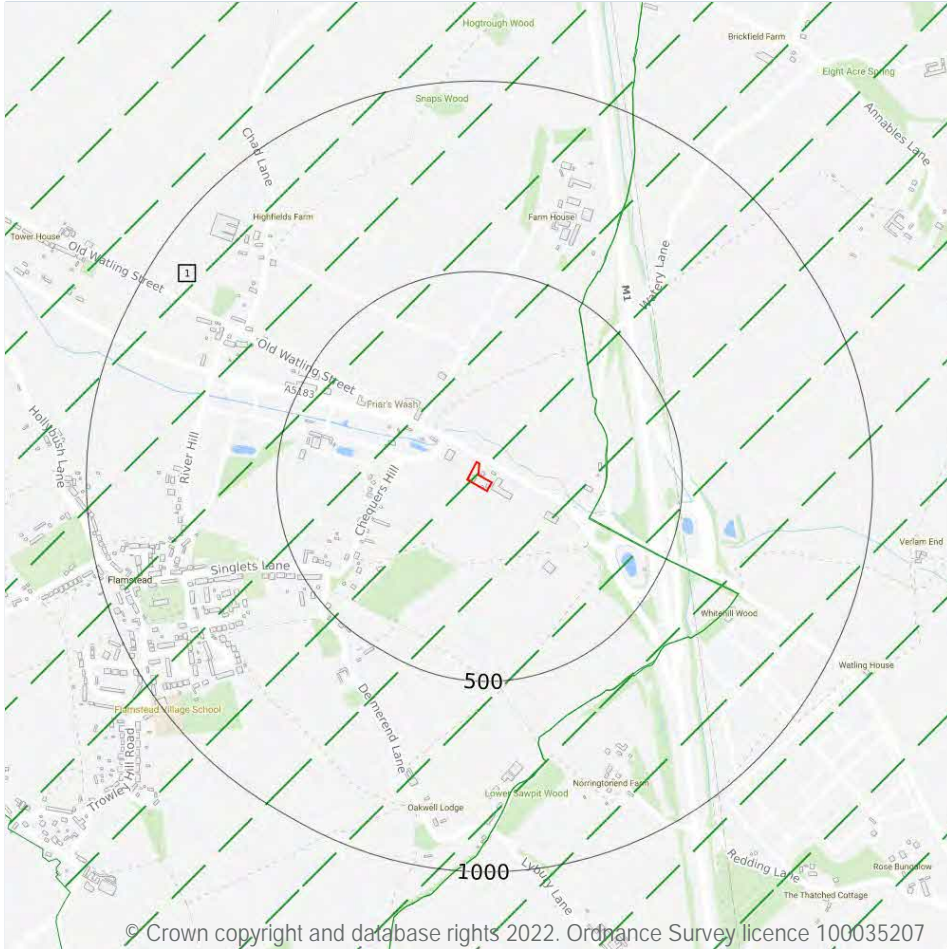 Hogtrough Wood
Brickfield Farm
Eight Acre Spring
Snaps Wood
Annables Lane
Chad Lane
Highfields Farm
Farm House
Tower House
Old Watling Street
1
M1
Watery Lane
Old Watling Street
A5183
Friar's Wash
Hollybush Lane
River Hill
Chequers Hill
Verlam End
Singlets Lane
Flamstead
Whitehill Wood
Watling House
500
Delmerend Lane
Flamstead Village School
Trowley Hill Road
Norringtonend Farm
Lower Sawpit Wood
Oakwell Lodge
1000
Lybury Lane
Redding Lane
Rose Bungalow
The Thatched Cottage
© Crown copyright and database rights 2022. Ordnance Survey licence 100035207